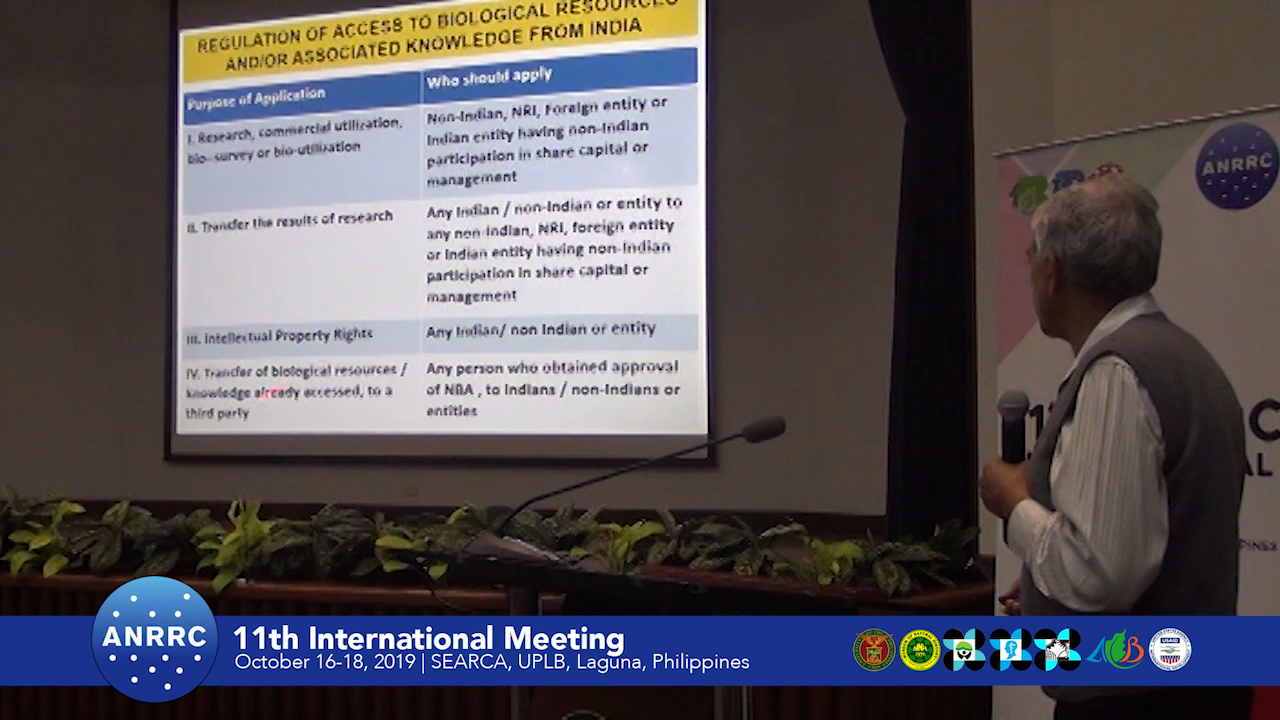 REGULATION OF ACCESS TO BIOLOGICAL RESOURCES
AND/OR ASSOCIATED KNOWLEDGE FROM INDIA
Purpose of Application
Who should apply
I. Research, commercial utilization,
bio- survey or bio-utilization
Non-Indian, NRI, Foreign entity or
Indian entity having non-Indian
participation in share capital or
management
II. Transfer the results of research
Any Indian / non-Indian or entity to
any non-Indian, NRI, foreign entity
or Indian entity having non-Indian
participation in share capital or
management
III. Intellectual Property Rights
Any Indian/ non Indian or entity
IV. Transfer of biological resources /
knowledge already accessed, to a
third party
Any person who obtained approval
of NBA , to Indians / non-Indians or
entities
ANRRC
ANRRC
11th International Meeting
October 16-18, 2019 | SEARCA, UPLB, Laguna, Philippines
USAID